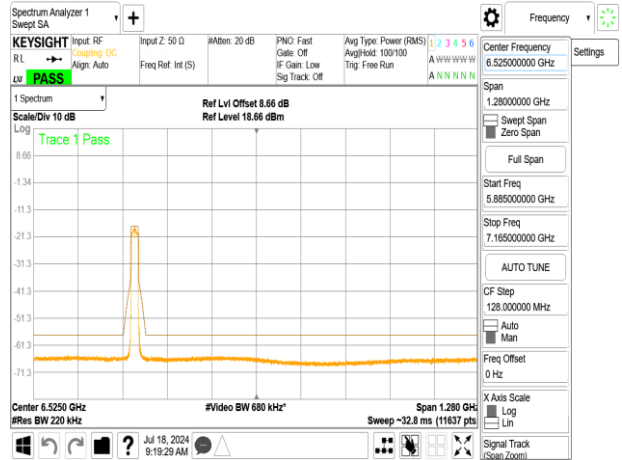 Spectrum Analyzer 1
Swept SA
Frequency
KEYSIGHT
RL
LXI
PASS
Input: RF
Coupling: DC
Align: Auto
Input Z: 50 Ω
Freq Ref: Int (S)
#Atten: 20 dB
PNO: Fast
Gate: Off
IF Gain: Low
Sig Track: Off
Avg Type: Power (RMS)
Avg|Hold: 100/100
Trig: Free Run
1 2 3 4 5 6
A W W W W W
A N N N N N
1 Spectrum
Scale/Div 10 dB
Ref Lvl Offset 8.66 dB
Ref Level 18.66 dBm
Log
Trace 1 Pass
8.66
-1.34
-11.3
-21.3
-31.3
-41.3
-51.3
-61.3
-71.3
Center 6.5250 GHz
#Res BW 220 kHz
#Video BW 680 kHz*
Span 1.280 GHz
Sweep ~32.8 ms (11637 pts
Jul 18, 2024
9:19:29 AM
?
Center Frequency
6.525000000 GHz
Settings
Span
1.28000000 GHz
Swept Span
Zero Span
Full Span
Start Freq
5.885000000 GHz
Stop Freq
7.165000000 GHz
AUTO TUNE
CF Step
128.000000 MHz
Auto
Man
Freq Offset
0 Hz
X Axis Scale
Log
Lin
Signal Track
(Span Zoom)